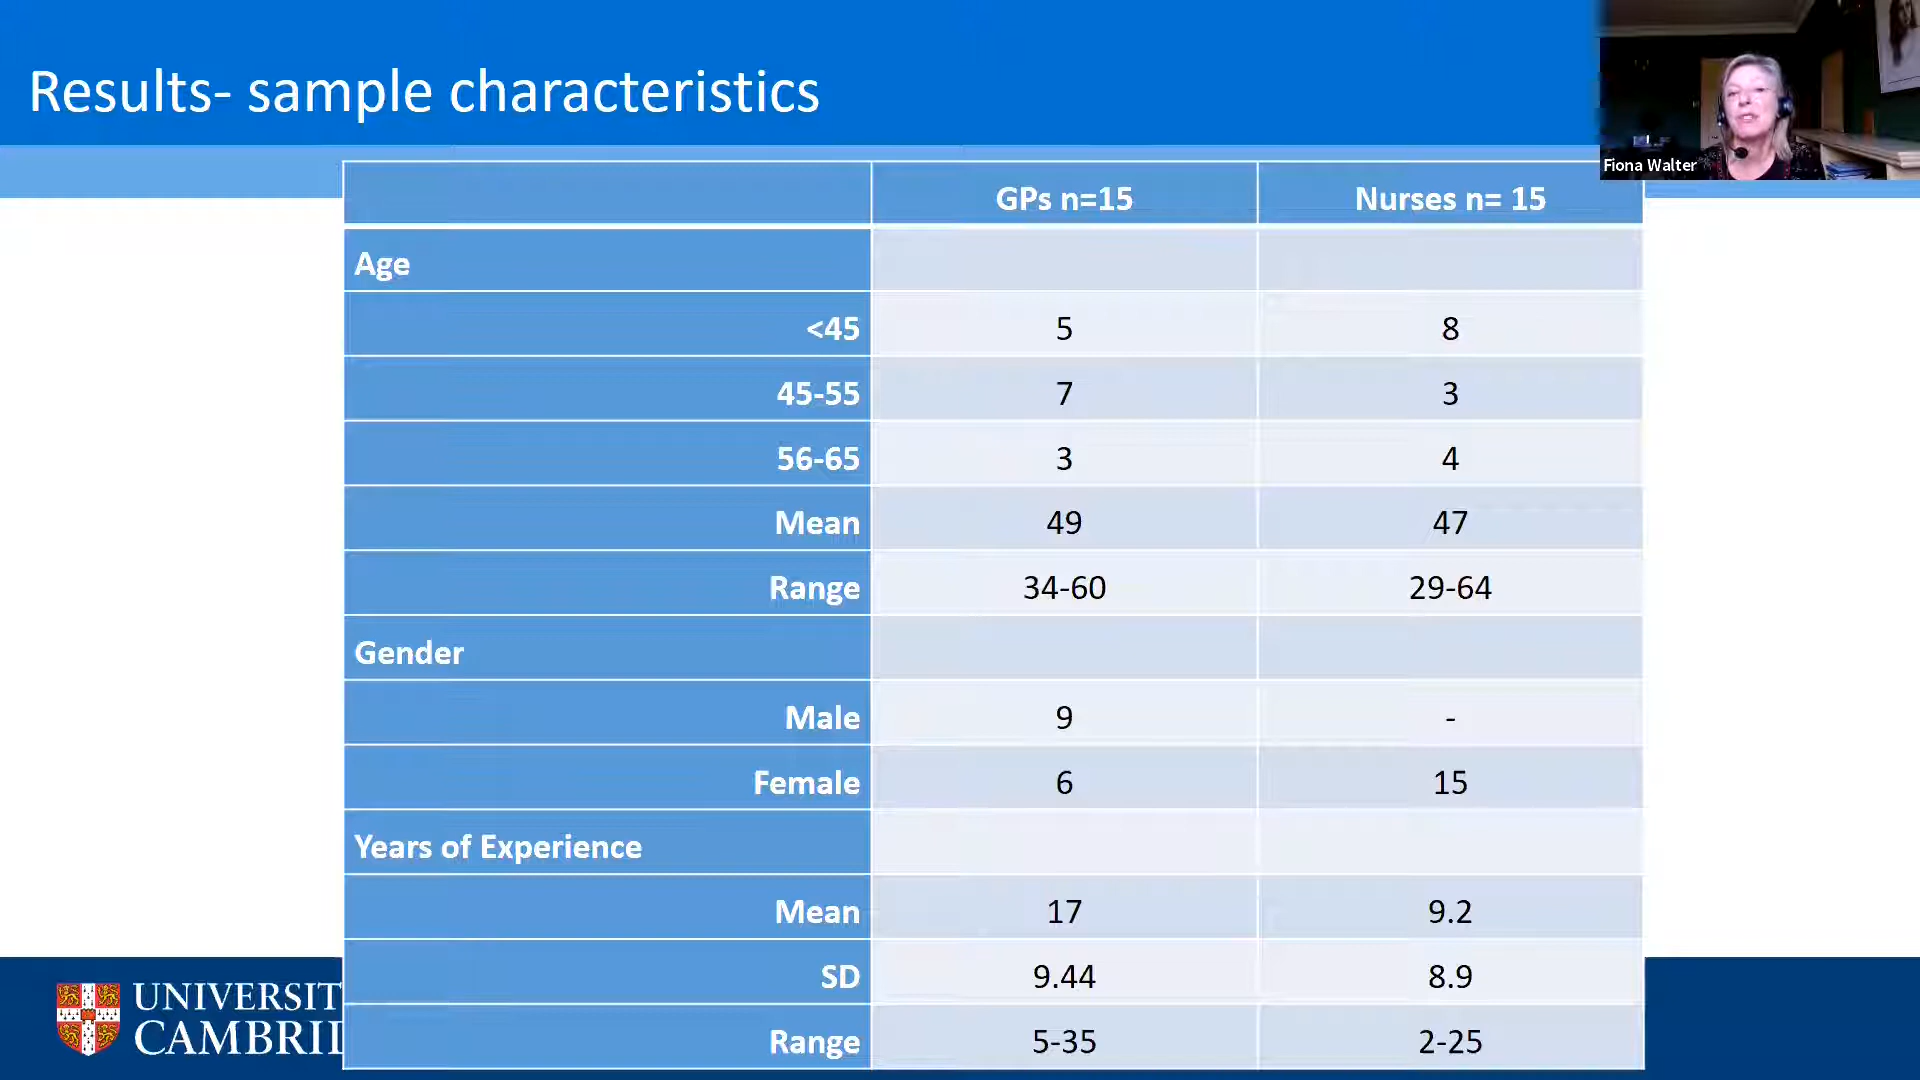 Results- sample characteristics
Fiona Walter
GPs n=15 Nurses n= 15
Age
<45 5 8
45-55 7 3
56-65 3 4
Mean 49 47
Range 34-60 29-64
Gender
Male 9 -
Female 6 15
Years of Experience
Mean 17 9.2
SD 9.44 8.9
Range 5-35 2-25
UNIVERSIT
CAMBRI